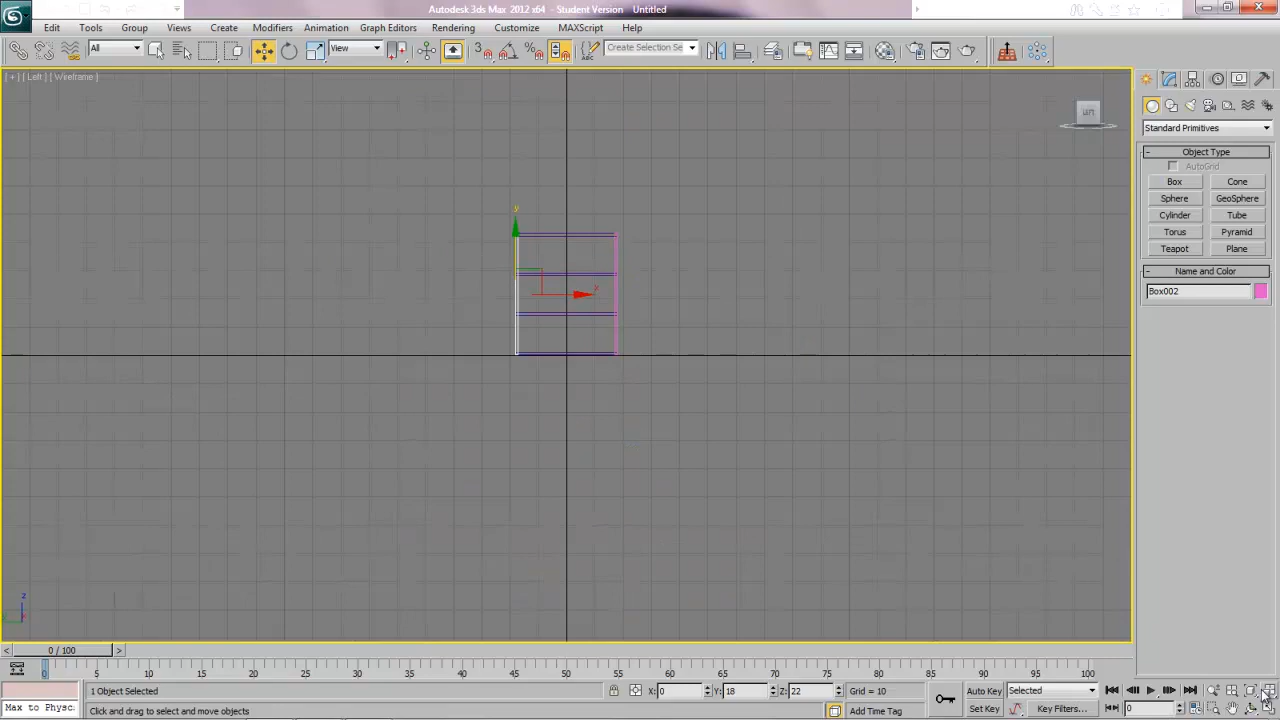 Autodesk 3ds Max 2012 x64 - Student Version Untitled
Edit Tools Group Views Create Modifiers Animation Graph Editors Rendering Customize MAXScript Help
All View 3 Create Selection Se
[ + ] [ Left ] [ Wireframe ]
LEFT
Standard Primitives
Object Type
AutoGrid
Box Cone
Sphere GeoSphere
Cylinder Tube
Torus Pyramid
Teapot Plane
Name and Color
Box002
y
x
z
y
0 / 100
0 5 10 15 20 25 30 35 40 45 50 55 60 65 70 75 80 85 90 95 100
1 Object Selected X: 0 Y: 18 Z: 22 Grid = 10 Auto Key Selected
Max to Physc Click and drag to select and move objects Add Time Tag Set Key Key Filters... 0